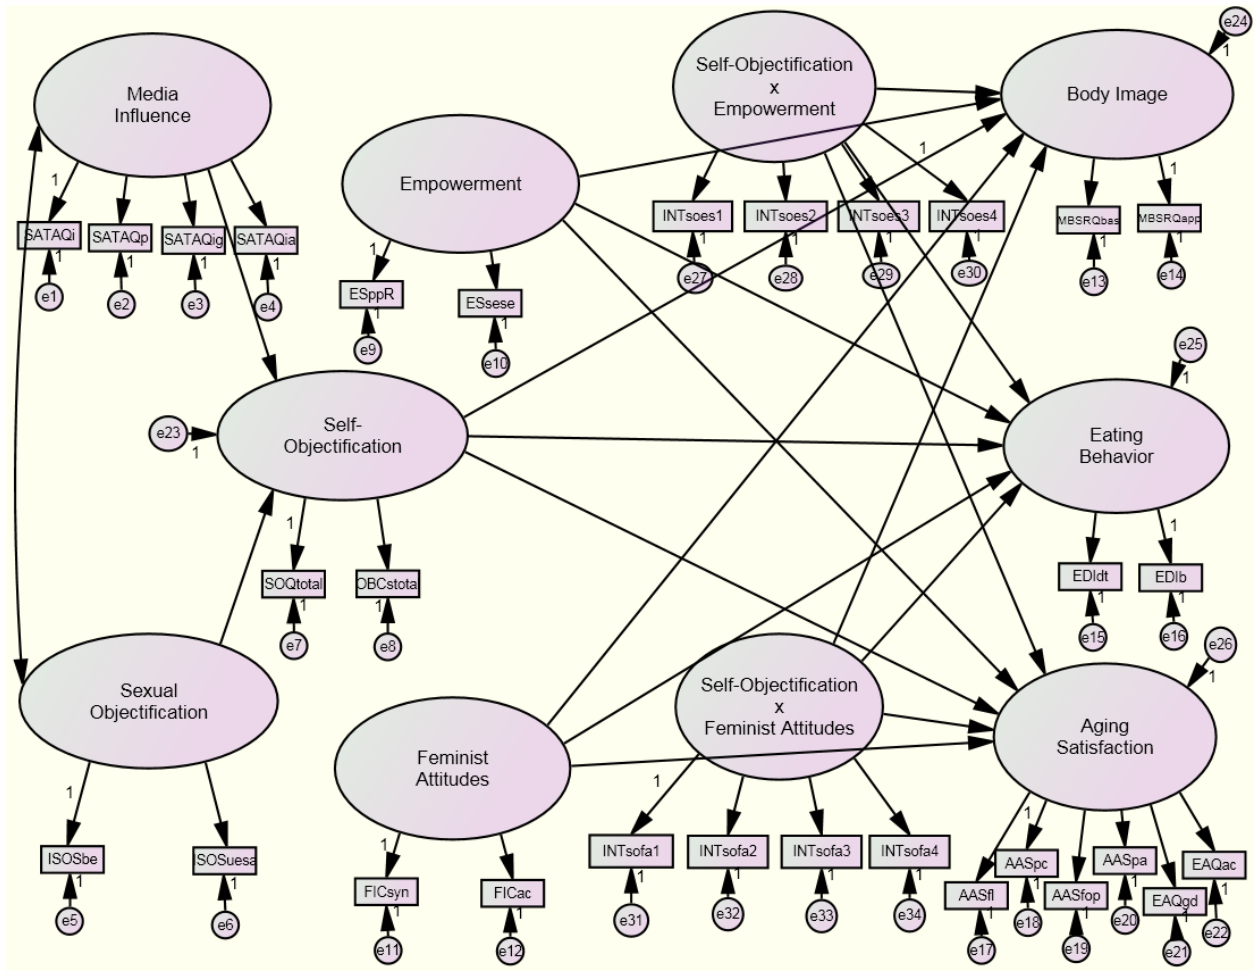 e24
Media
Influence
Self-Objectification
x
Empowerment
Body Image
Empowerment
1
1
1
1
SATAQi
SATAQp
SATAQig
SATAQia
INTsoes1
INTsoes2
INTsoes3
INTsoes4
MBSRQbas
MBSRQapp
1
1
1
1
1
1
1
1
1
1
1
e1
e2
e3
e4
ESppR
ESsese
e27
e28
e29
e30
e13
e14
1
1
e9
e10
e25
1
Self-
Objectification
e23
1
Eating
Behavior
1
1
SOQtotal
OBCstota
EDIdt
EDIb
1
1
1
1
e7
e8
e15
e16
e26
1
Sexual
Objectification
Feminist
Attitudes
Self-Objectification
x
Feminist Attitudes
Aging
Satisfaction
1
1
1
1
ISOSbe
ISOSuesa
FICsyn
FICac
INTsofa1
INTsofa2
INTsofa3
INTsofa4
AASfl
AASpc
AASfop
AASpa
EAQgd
EAQac
1
1
1
1
1
1
1
1
1
1
1
1
1
1
e5
e6
e11
e12
e31
e32
e33
e34
e17
e18
e19
e20
e21
e22